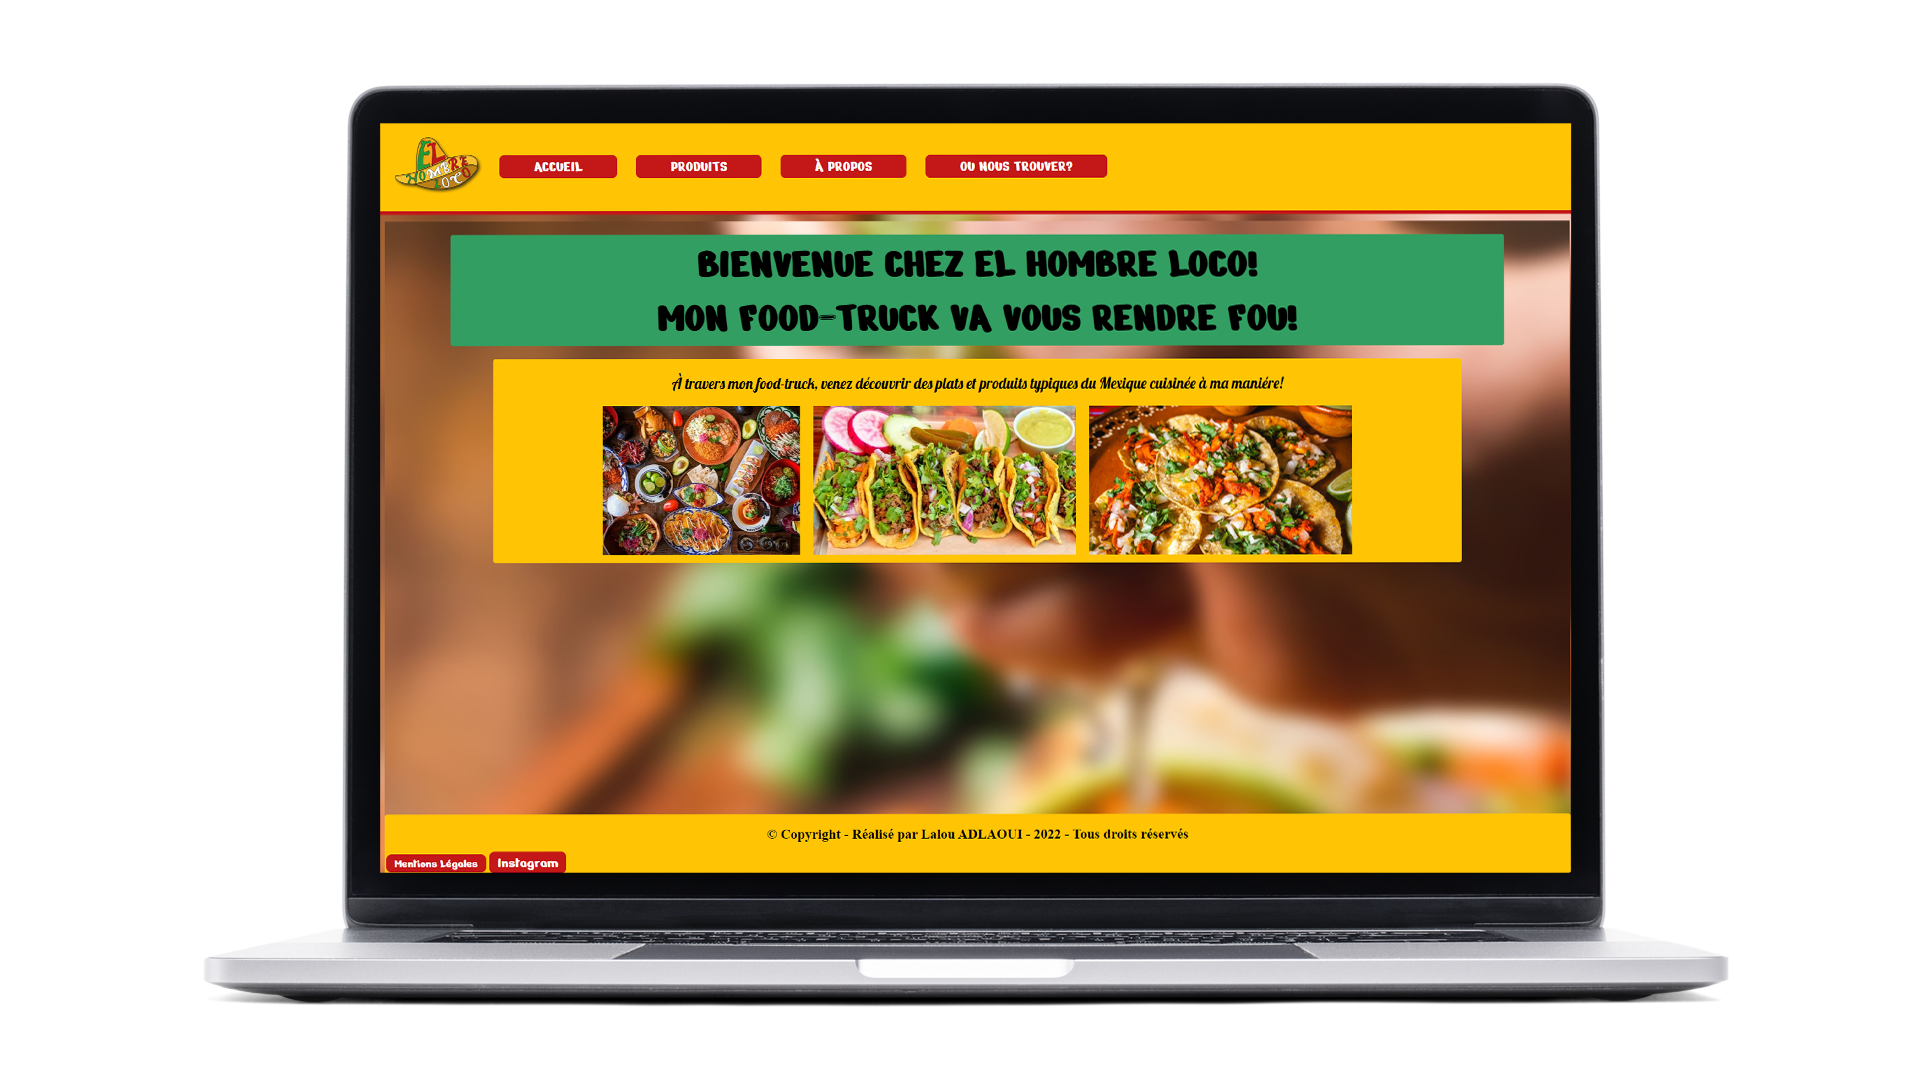 EL
HOMBRE
LOCO
ACCUEIL
PRODUITS
À PROPOS
OU NOUS TROUVER?
BIENVENUE CHEZ EL HOMBRE LOCO!
MON FOOD-TRUCK VA VOUS RENDRE FOU!
À travers mon food-truck, venez découvrir des plats et produits typiques du Mexique cuisinée à ma maniére!
© Copyright - Réalisé par Lalou ADLAOUI - 2022 - Tous droits réservés
Mentions Légales
Instagram